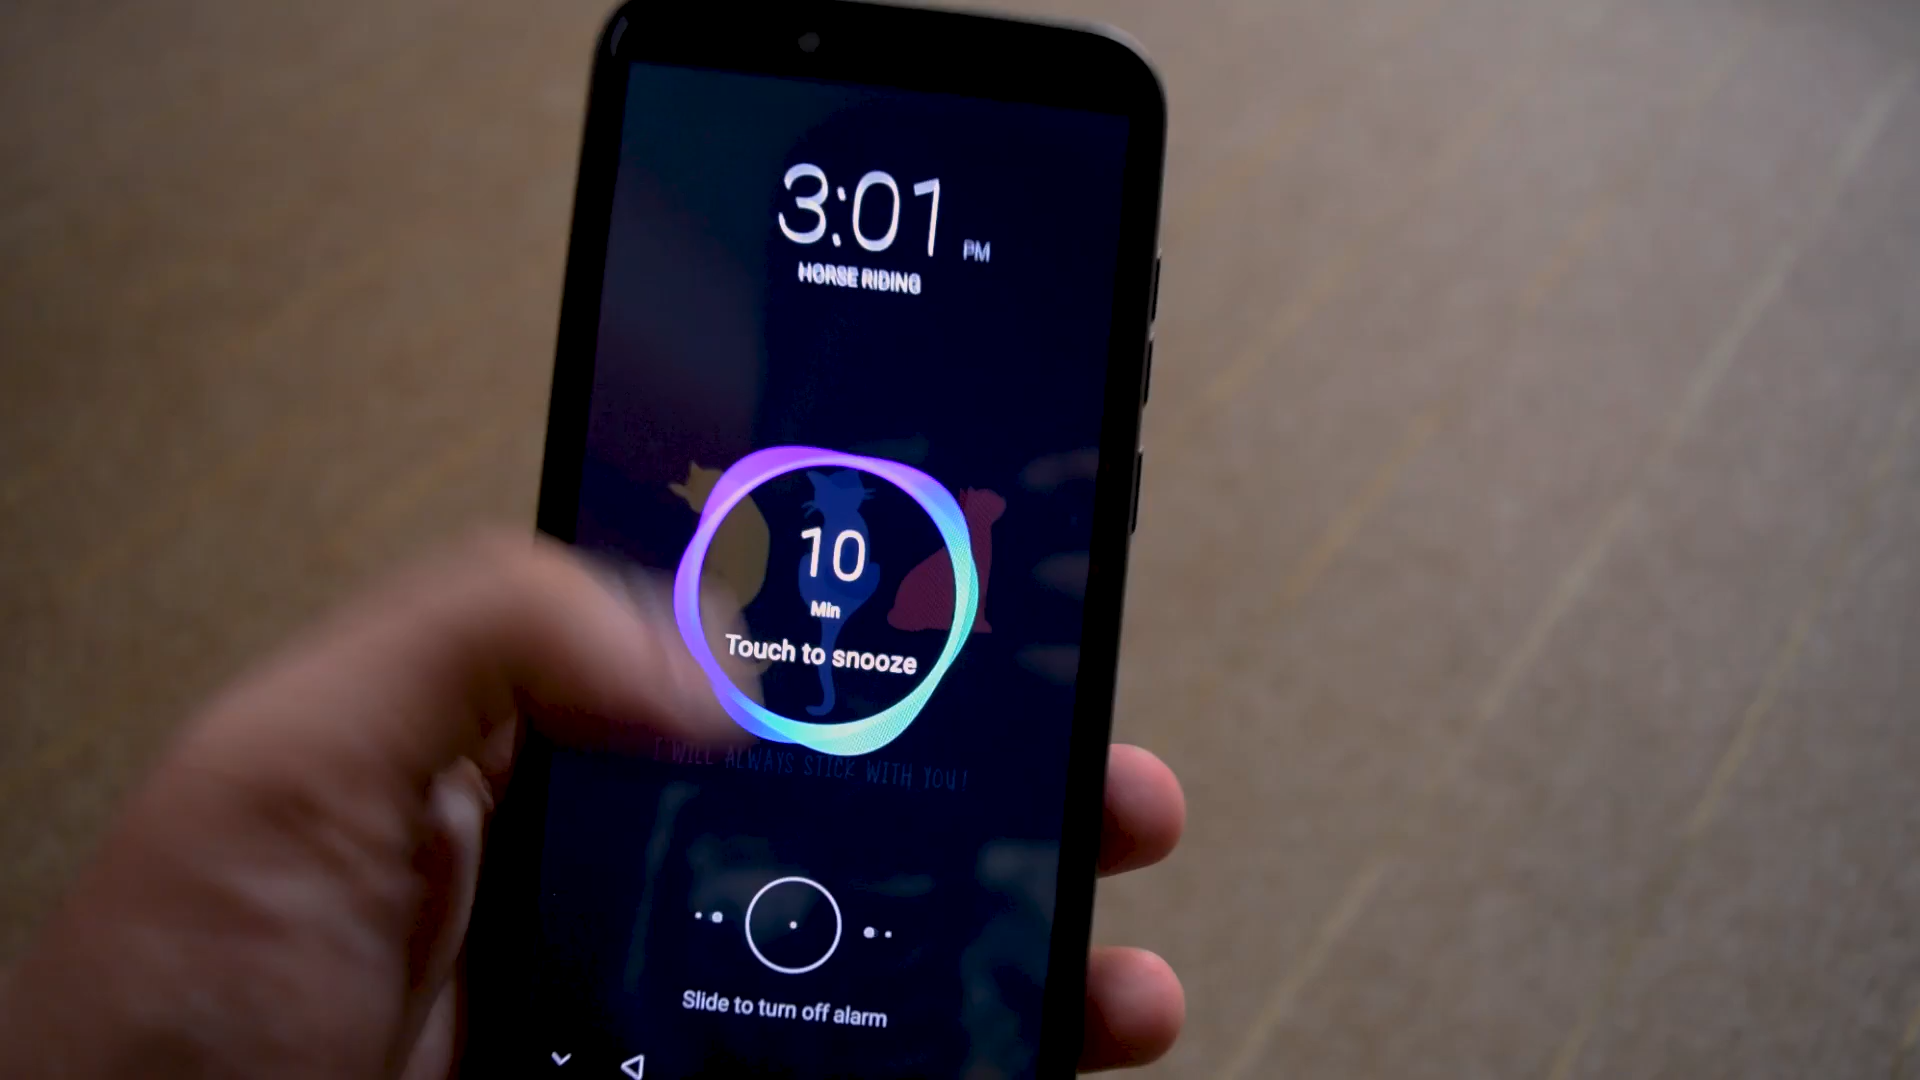 3:01 PM
HORSE RIDING
10
Min
Touch to snooze
I WILL ALWAYS STICK WITH YOU!
Slide to turn off alarm